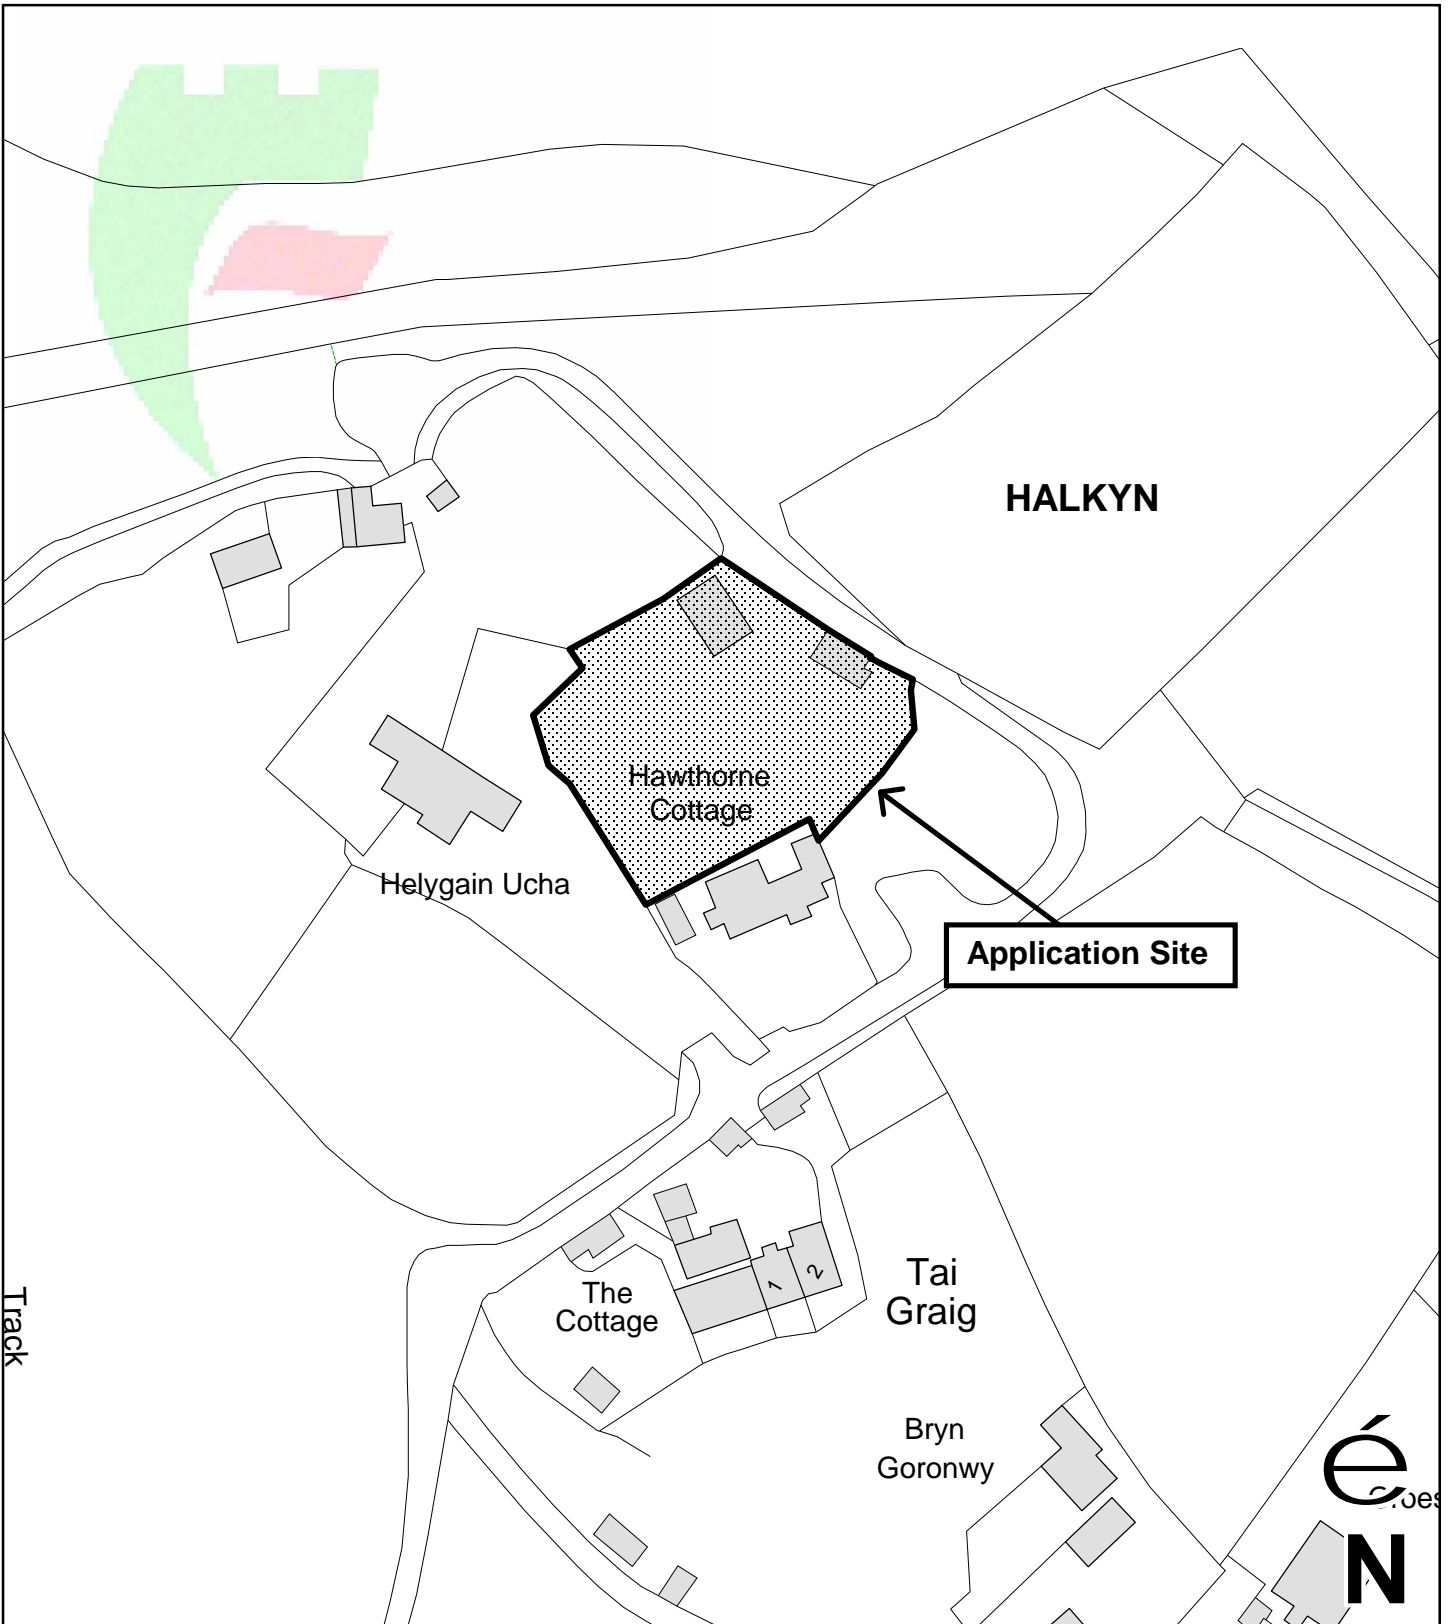 HALKYN
Hawthorne
Cottage
Helygain Ucha
Application Site
Tai
Graig
The
Cottage
1
2
Track
Bryn
Goronwy
é
N